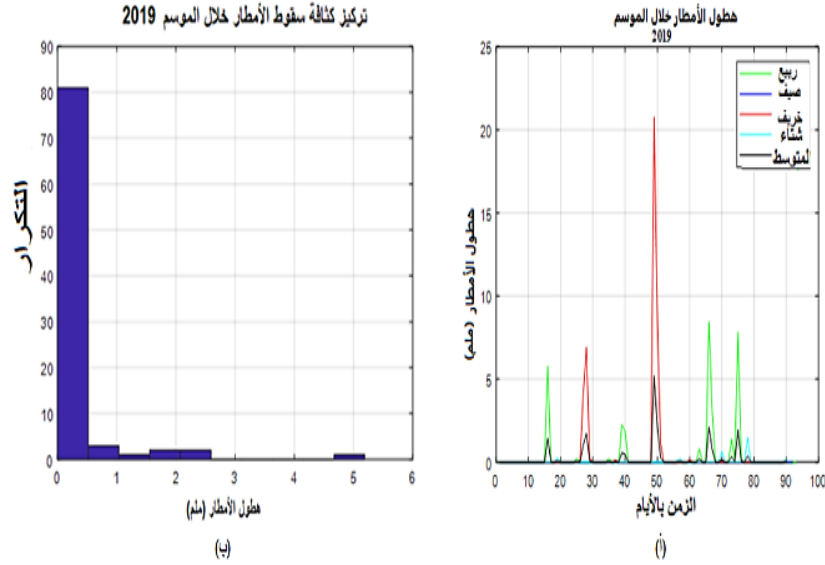 هطول الأمطار خلال الموسم
2019
25
20
15
10
5
0
هطول الأمطار (ملم)
ربيع
صيف
خريف
شتاء
المتوسط
0 10 20 30 40 50 60 70 80 90 100
الزمن بالأيام
(أ)
تركيز كثافة سقوط الأمطار خلال الموسم 2019
90
80
70
60
50
40
30
20
10
0
التكرار
0 1 2 3 4 5 6
هطول الأمطار (ملم)
(ب)